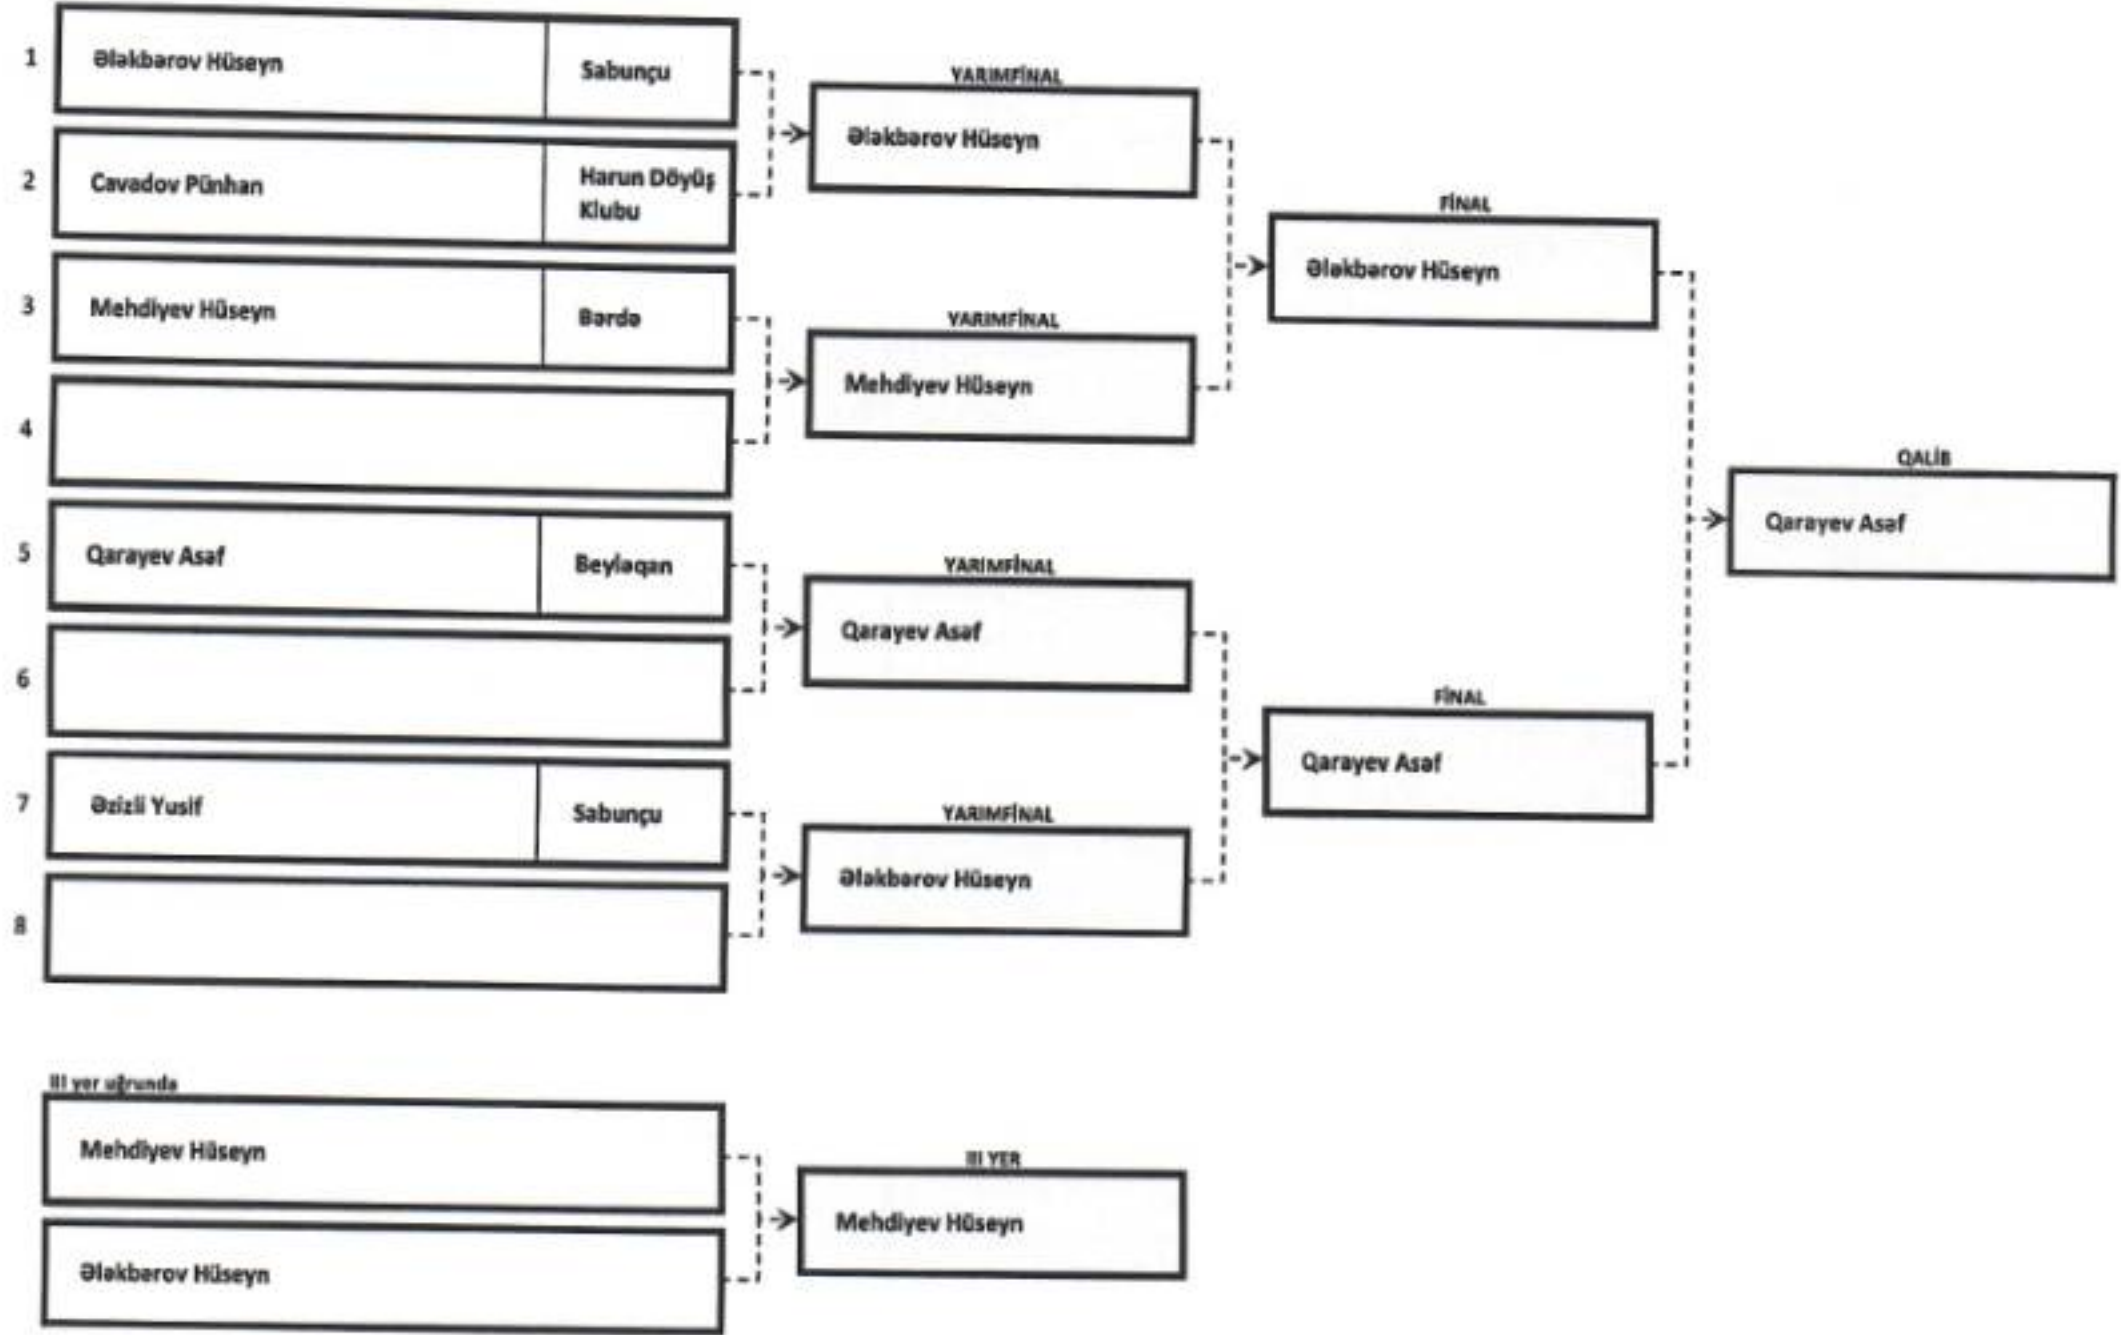 1 Ələkbərov Hüseyn Sabunçu
2 Cavadov Pünhan Harun Döyüş
Klubu
3 Mehdiyev Hüseyn Bərdə
4
5 Qarayev Asəf Beyləqan
6
7 Əzizli Yusif Sabunçu
8
YARIMFİNAL
Ələkbərov Hüseyn
YARIMFİNAL
Mehdiyev Hüseyn
YARIMFİNAL
Qarayev Asəf
YARIMFİNAL
Ələkbərov Hüseyn
FİNAL
Ələkbərov Hüseyn
FİNAL
Qarayev Asəf
QALİB
Qarayev Asəf
III yer uğrunda
Mehdiyev Hüseyn
Ələkbərov Hüseyn
III YER
Mehdiyev Hüseyn